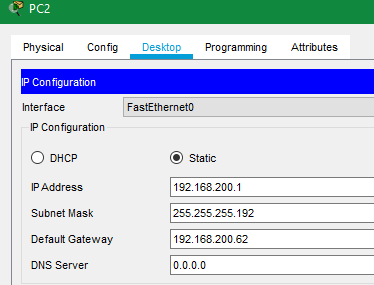 PC2
Physical Config Desktop Programming Attributes
IP Configuration
Interface FastEthernet0
IP Configuration
DHCP Static
IP Address 192.168.200.1
Subnet Mask 255.255.255.192
Default Gateway 192.168.200.62
DNS Server 0.0.0.0